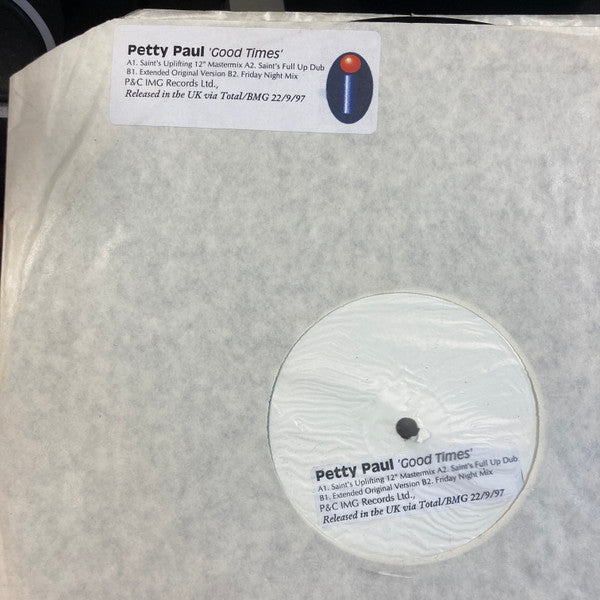 Petty Paul 'Good Times'
A1. Saint's Uplifting 12" Mastermix A2. Saint's Full Up Dub
B1. Extended Original Version B2. Friday Night Mix
P&C IMG Records Ltd.,
Released in the UK via Total/BMG 22/9/97
Petty Paul 'Good Times'
A1. Saint's Uplifting 12" Mastermix A2. Saint's Full Up Dub
B1. Extended Original Version B2. Friday Night Mix
P&C IMG Records Ltd.,
Released in the UK via Total/BMG 22/9/97